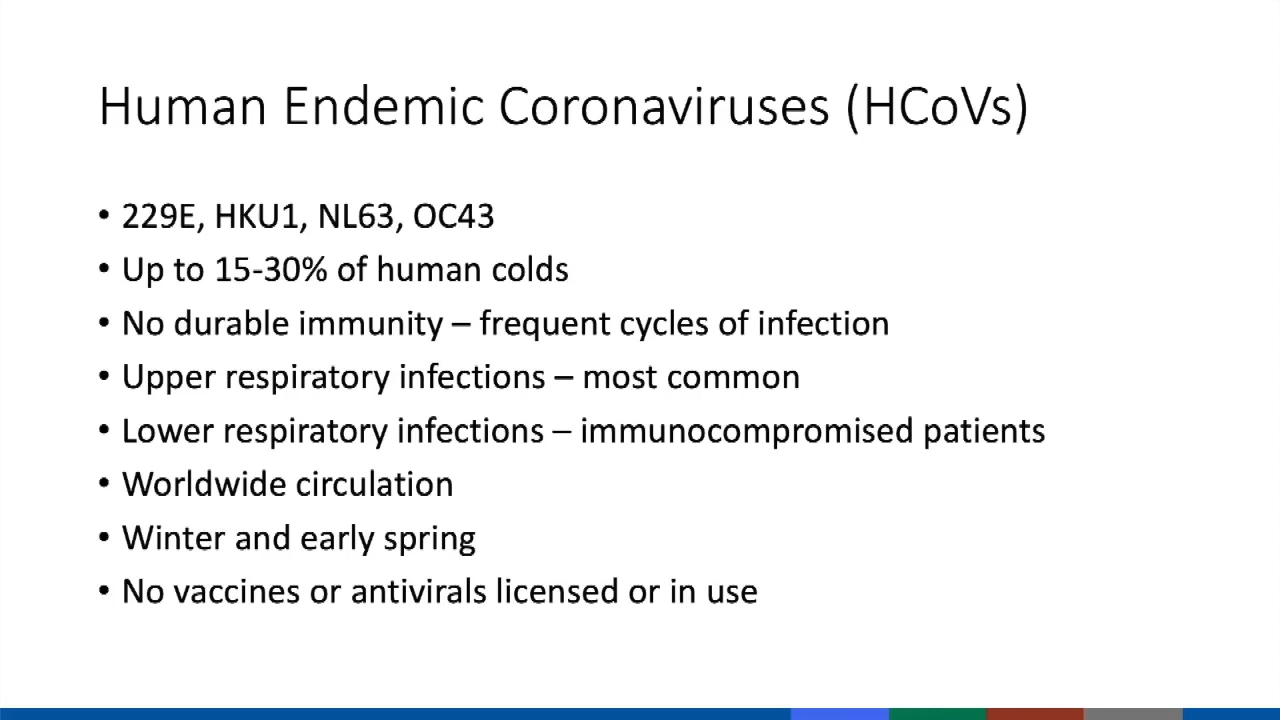 Human Endemic Coronaviruses (HCoVs)
• 229E, HKU1, NL63, OC43
• Up to 15-30% of human colds
• No durable immunity – frequent cycles of infection
• Upper respiratory infections – most common
• Lower respiratory infections – immunocompromised patients
• Worldwide circulation
• Winter and early spring
• No vaccines or antivirals licensed or in use